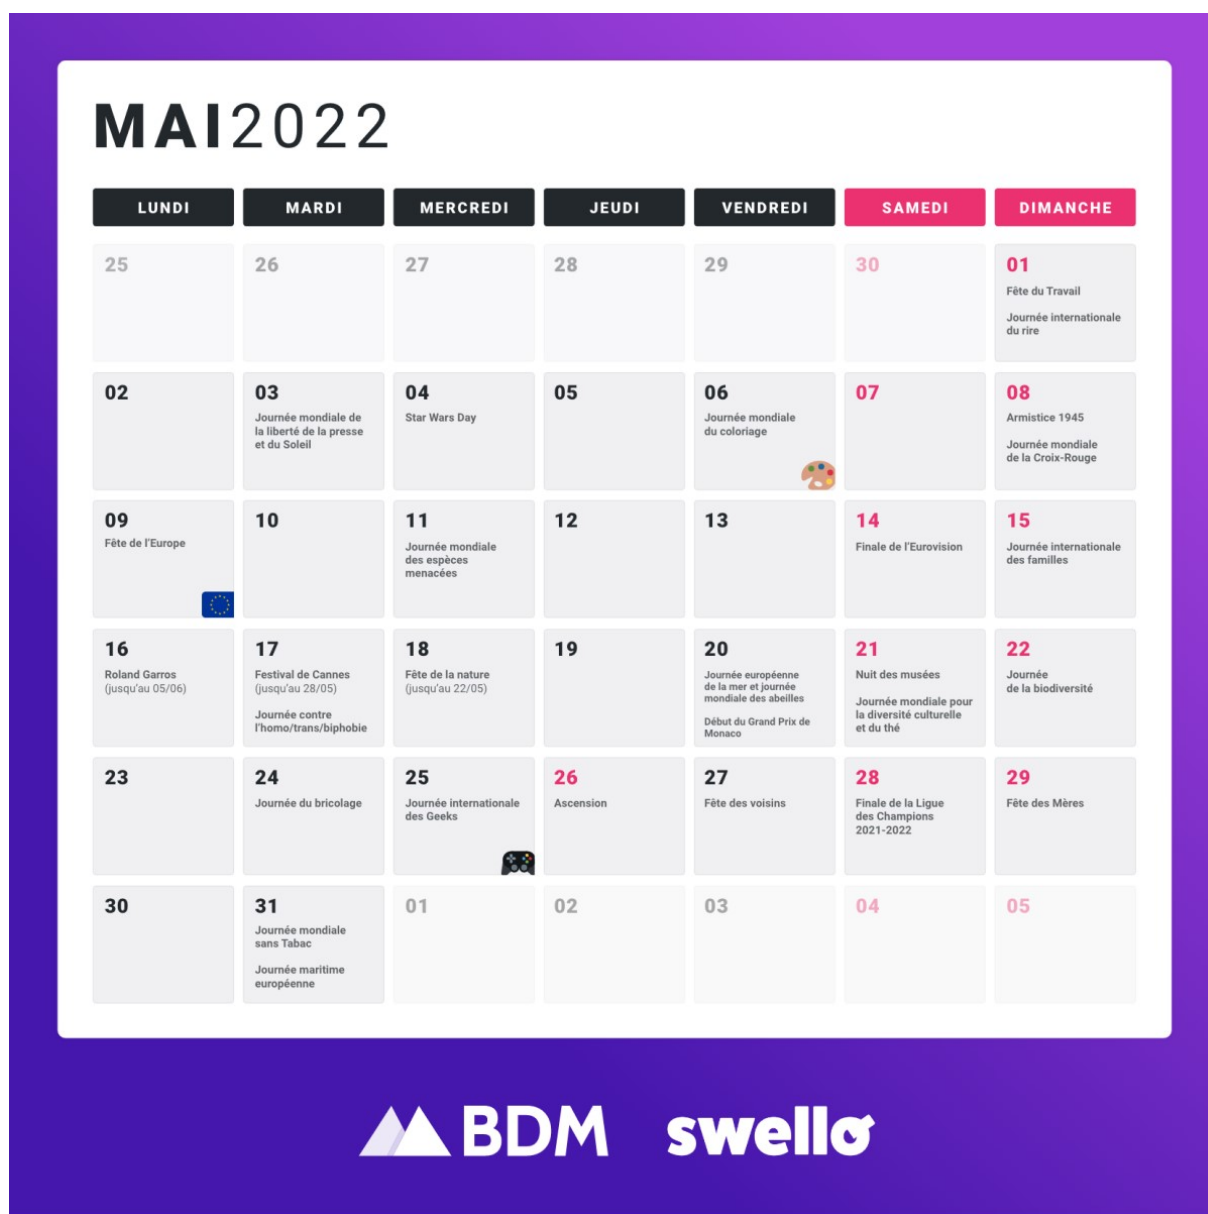 MAI2022
LUNDI MARDI MERCREDI JEUDI VENDREDI SAMEDI DIMANCHE
25
26
27
28
29
30
01
Fête du Travail
Journée internationale
du rire
02
03
Journée mondiale de
la liberté de la presse
et du Soleil
04
Star Wars Day
05
06
Journée mondiale
du coloriage
07
08
Armistice 1945
Journée mondiale
de la Croix-Rouge
09
Fête de l'Europe
10
11
Journée mondiale
des espèces
menacées
12
13
14
Finale de l'Eurovision
15
Journée internationale
des familles
16
Roland Garros
(jusqu'au 05/06)
17
Festival de Cannes
(jusqu'au 28/05)
Journée contre
l'homo/trans/biphobie
18
Fête de la nature
(jusqu'au 22/05)
19
20
Journée européenne
de la mer et journée
mondiale des abeilles
Début du Grand Prix de
Monaco
21
Nuit des musées
Journée mondiale pour
la diversité culturelle
et du thé
22
Journée
de la biodiversité
23
24
Journée du bricolage
25
Journée internationale
des Geeks
26
Ascension
27
Fête des voisins
28
Finale de la Ligue
des Champions
2021-2022
29
Fête des Mères
30
31
Journée mondiale
sans Tabac
Journée maritime
européenne
01
02
03
04
05
BDM swello